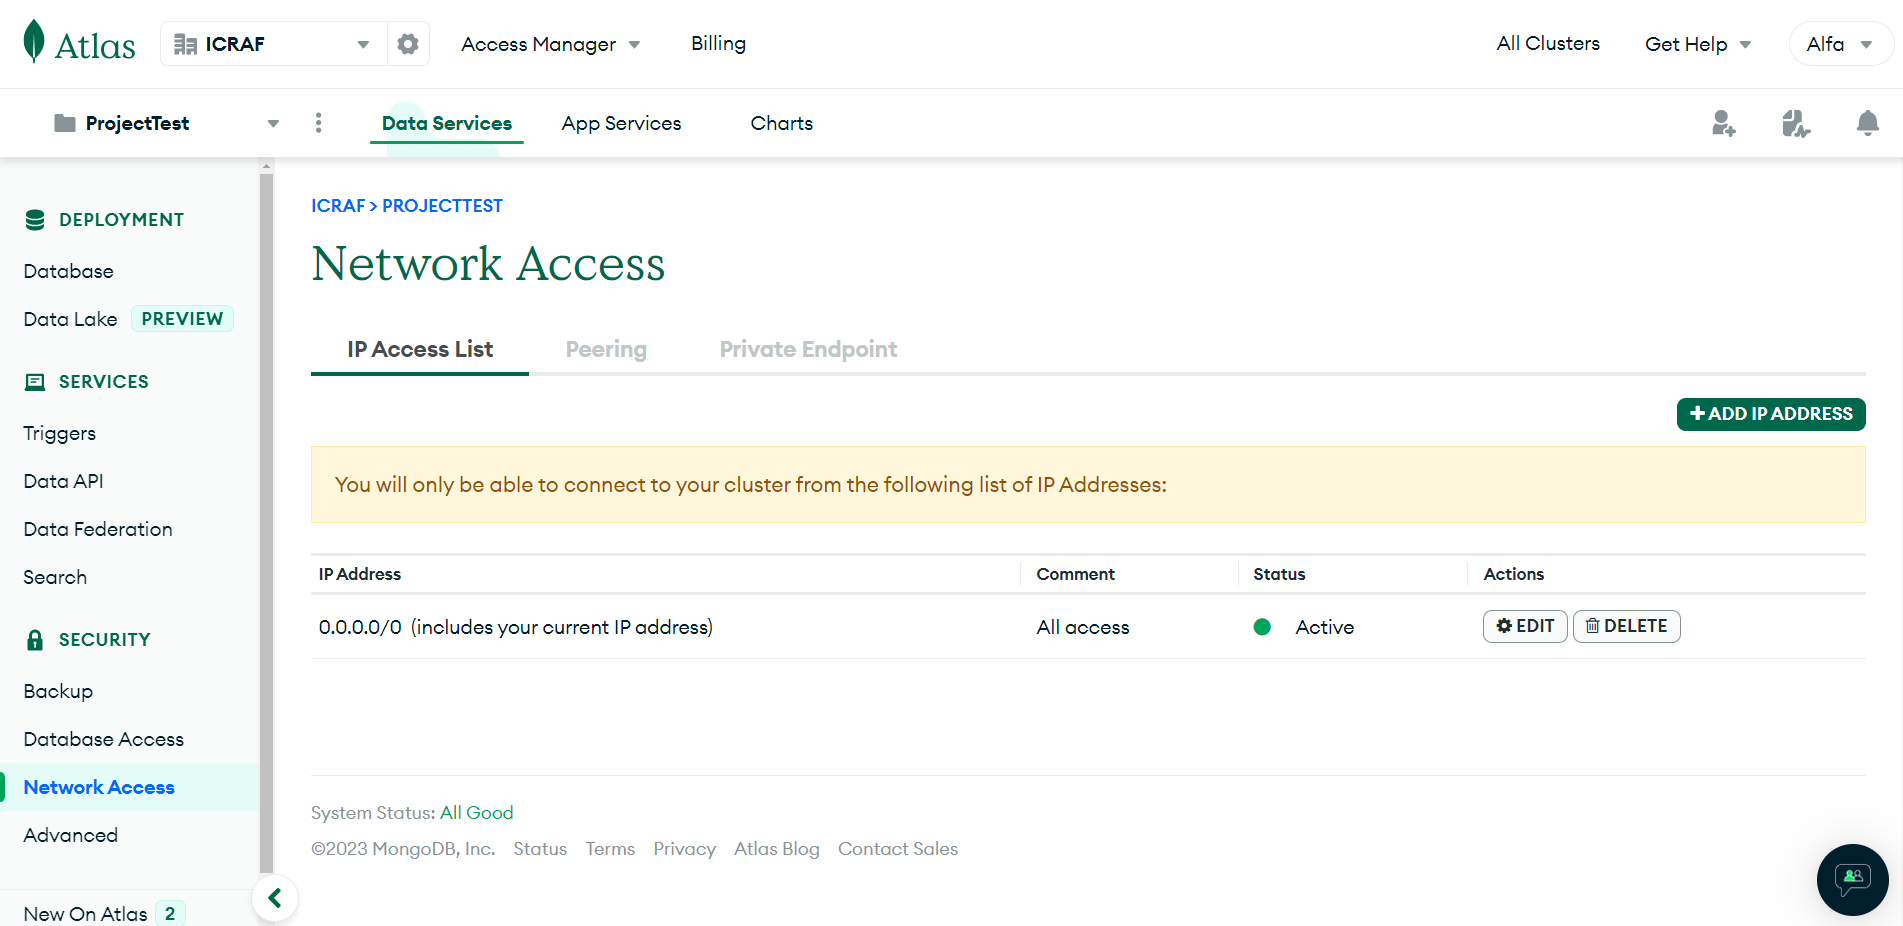 Atlas
ICRAF
Access Manager
Billing
All Clusters
Get Help
Alfa
ProjectTest
Data Services
App Services
Charts
DEPLOYMENT
Database
Data Lake PREVIEW
SERVICES
Triggers
Data API
Data Federation
Search
SECURITY
Backup
Database Access
Network Access
Advanced
New On Atlas 2
ICRAF > PROJECTTEST
Network Access
IP Access List
Peering
Private Endpoint
+ ADD IP ADDRESS
You will only be able to connect to your cluster from the following list of IP Addresses:
IP Address Comment Status Actions
0.0.0.0/0 (includes your current IP address) All access Active EDIT DELETE
System Status: All Good
©2023 MongoDB, Inc. Status Terms Privacy Atlas Blog Contact Sales